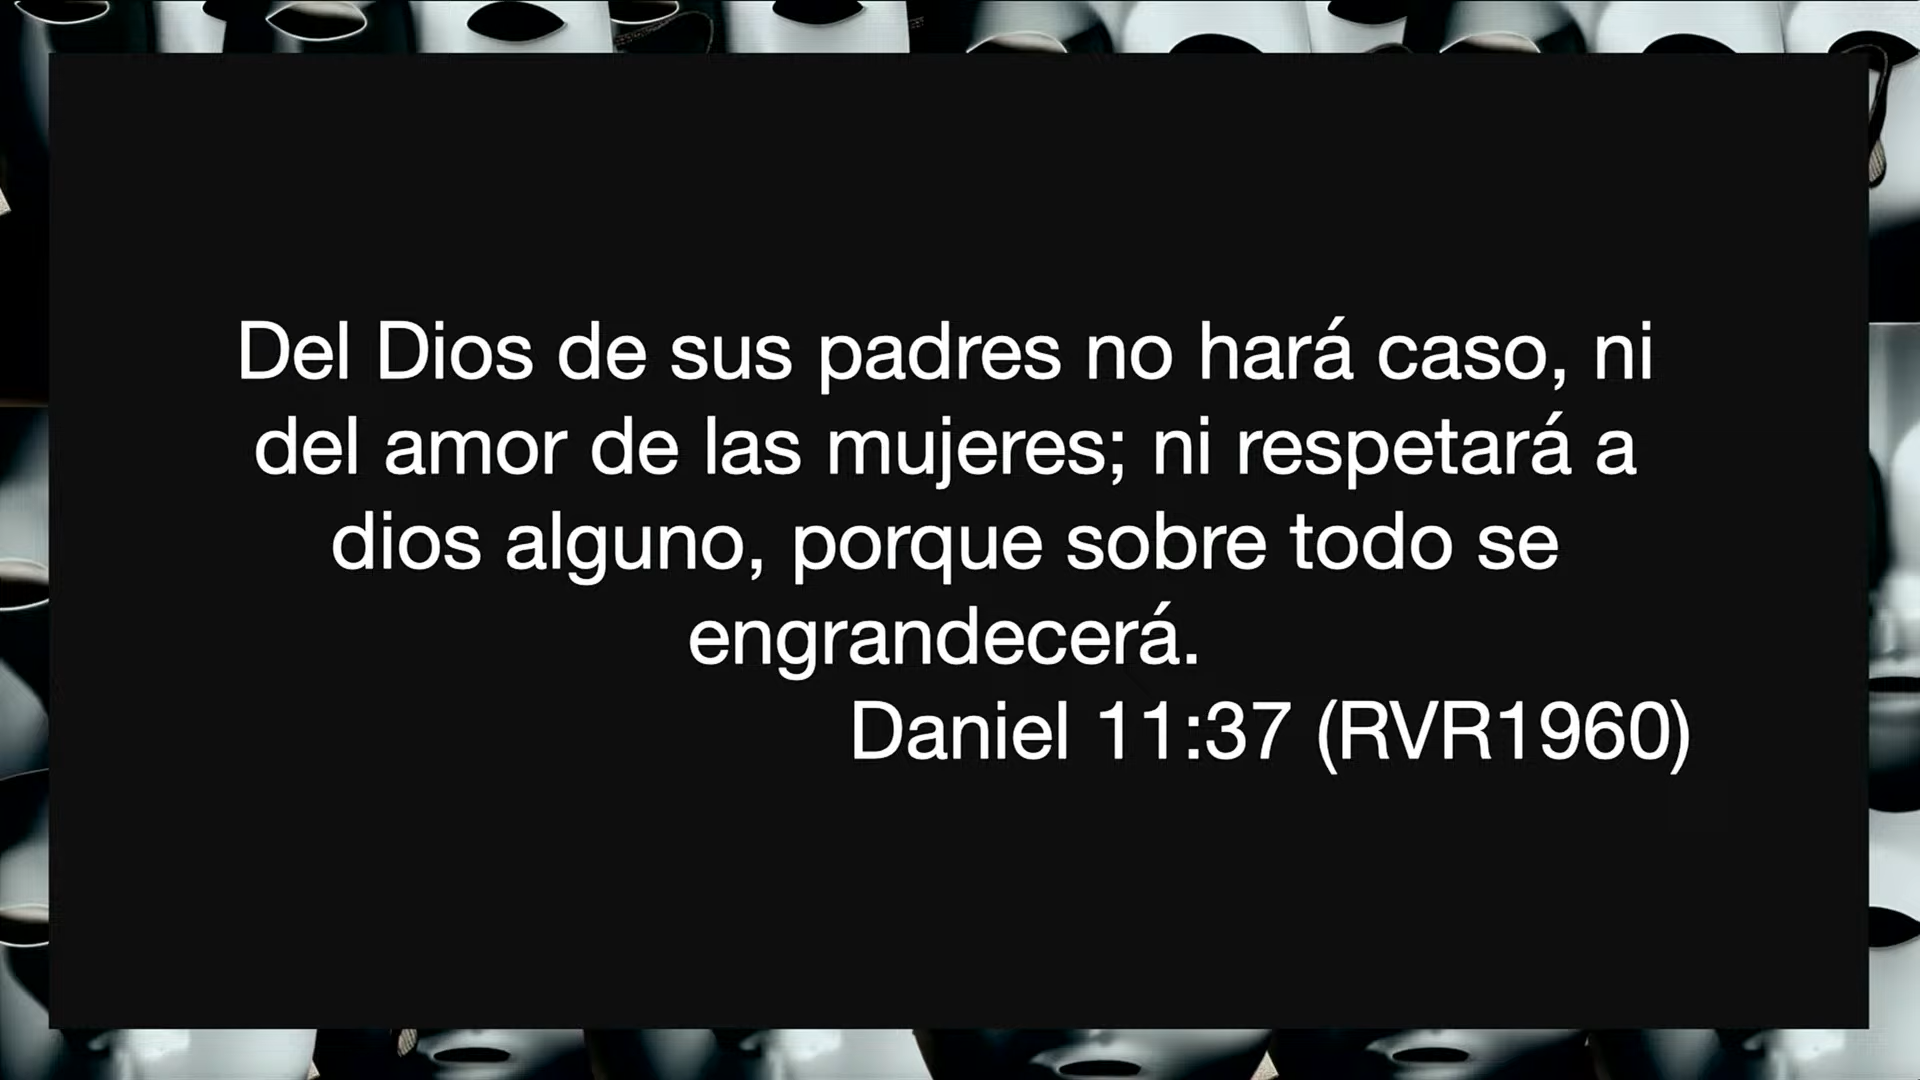 Del Dios de sus padres no hará caso, ni
del amor de las mujeres; ni respetará a
dios alguno, porque sobre todo se
engrandecerá.
Daniel 11:37 (RVR1960)